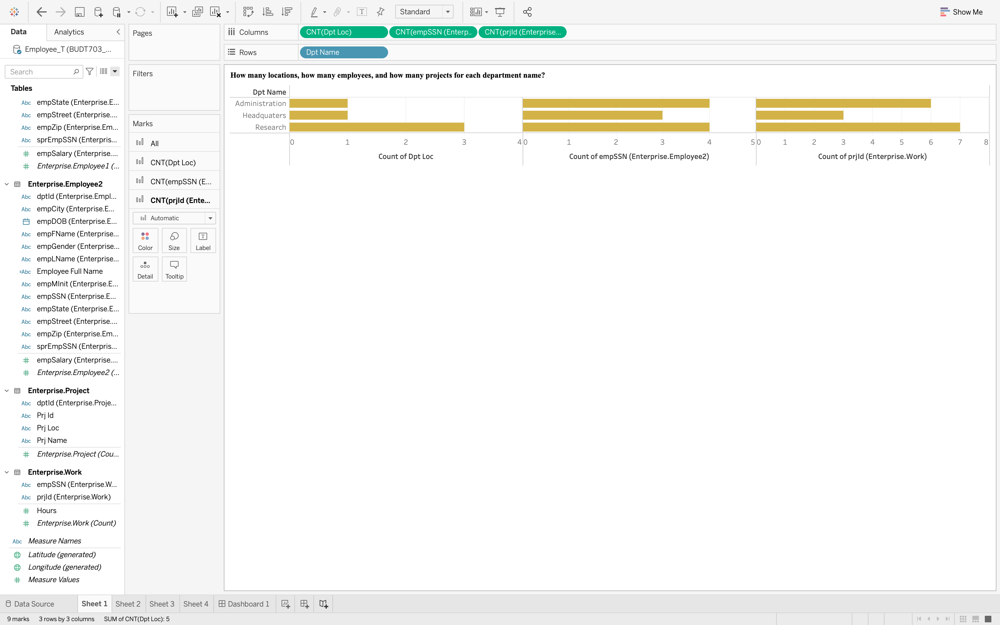 Standard
Show Me
Data
Analytics
Pages
Columns
CNT(Dpt Loc)
CNT(empSSN (Enterp..
CNT(prjId (Enterprise...
Employee_T (BUDT703_...
Rows
Dpt Name
Search
Filters
How many locations, how many employees, and how many projects for each department name?
Tables
Abc empState (Enterprise.E...
Abc empStreet (Enterprise....
Abc empZip (Enterprise.Em...
Abc sprEmpSSN (Enterpris...
empSalary (Enterprise....
Enterprise.Employee1 (...
Enterprise.Employee2
Abc dptId (Enterprise.Empl...
Abc empCity (Enterprise.E...
empDOB (Enterprise.E...
Abc empFName (Enterprise...
Abc empGender (Enterprise...
Abc empLName (Enterprise...
=Abc Employee Full Name
Abc empMInit (Enterprise.E...
Abc empSSN (Enterprise.E...
Abc empState (Enterprise.E...
Abc empStreet (Enterprise....
Abc empZip (Enterprise.Em...
Abc sprEmpSSN (Enterpris...
empSalary (Enterprise....
Enterprise.Employee2 (...
Enterprise.Project
Abc dptId (Enterprise.Proje...
Abc Prj Id
Abc Prj Loc
Abc Prj Name
Enterprise.Project (Cou...
Enterprise.Work
Abc empSSN (Enterprise.W...
Abc prjId (Enterprise.Work)
Hours
Enterprise.Work (Count)
Abc Measure Names
Latitude (generated)
Longitude (generated)
Measure Values
Marks
All
CNT(Dpt Loc)
CNT(empSSN (E...
CNT(prjId (Ente...
Automatic
Color
Size
T
Label
Detail
Tooltip
Dpt Name
Administration
Headquaters
Research
0 1 2 3 4
0 1 2 3 4 5
0 1 2 3 4 5 6 7 8
Count of Dpt Loc
Count of empSSN (Enterprise.Employee2)
Count of prjId (Enterprise.Work)
Data Source
Sheet 1
Sheet 2
Sheet 3
Sheet 4
Dashboard 1
9 marks
3 rows by 3 columns
SUM of CNT(Dpt Loc): 5